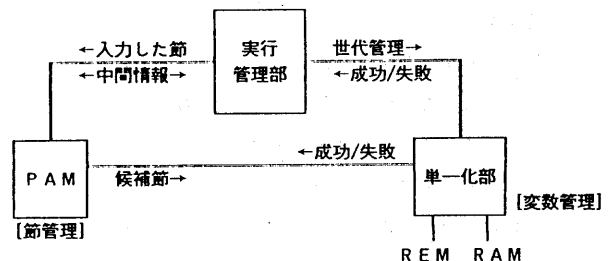 ←入力した節
←中間情報→
実行
管理部
世代管理→
←成功/失敗
ＰＡＭ
[節管理]
候補節→
←成功/失敗
単一化部
[変数管理]
ＲＥＭ ＲＡＭ